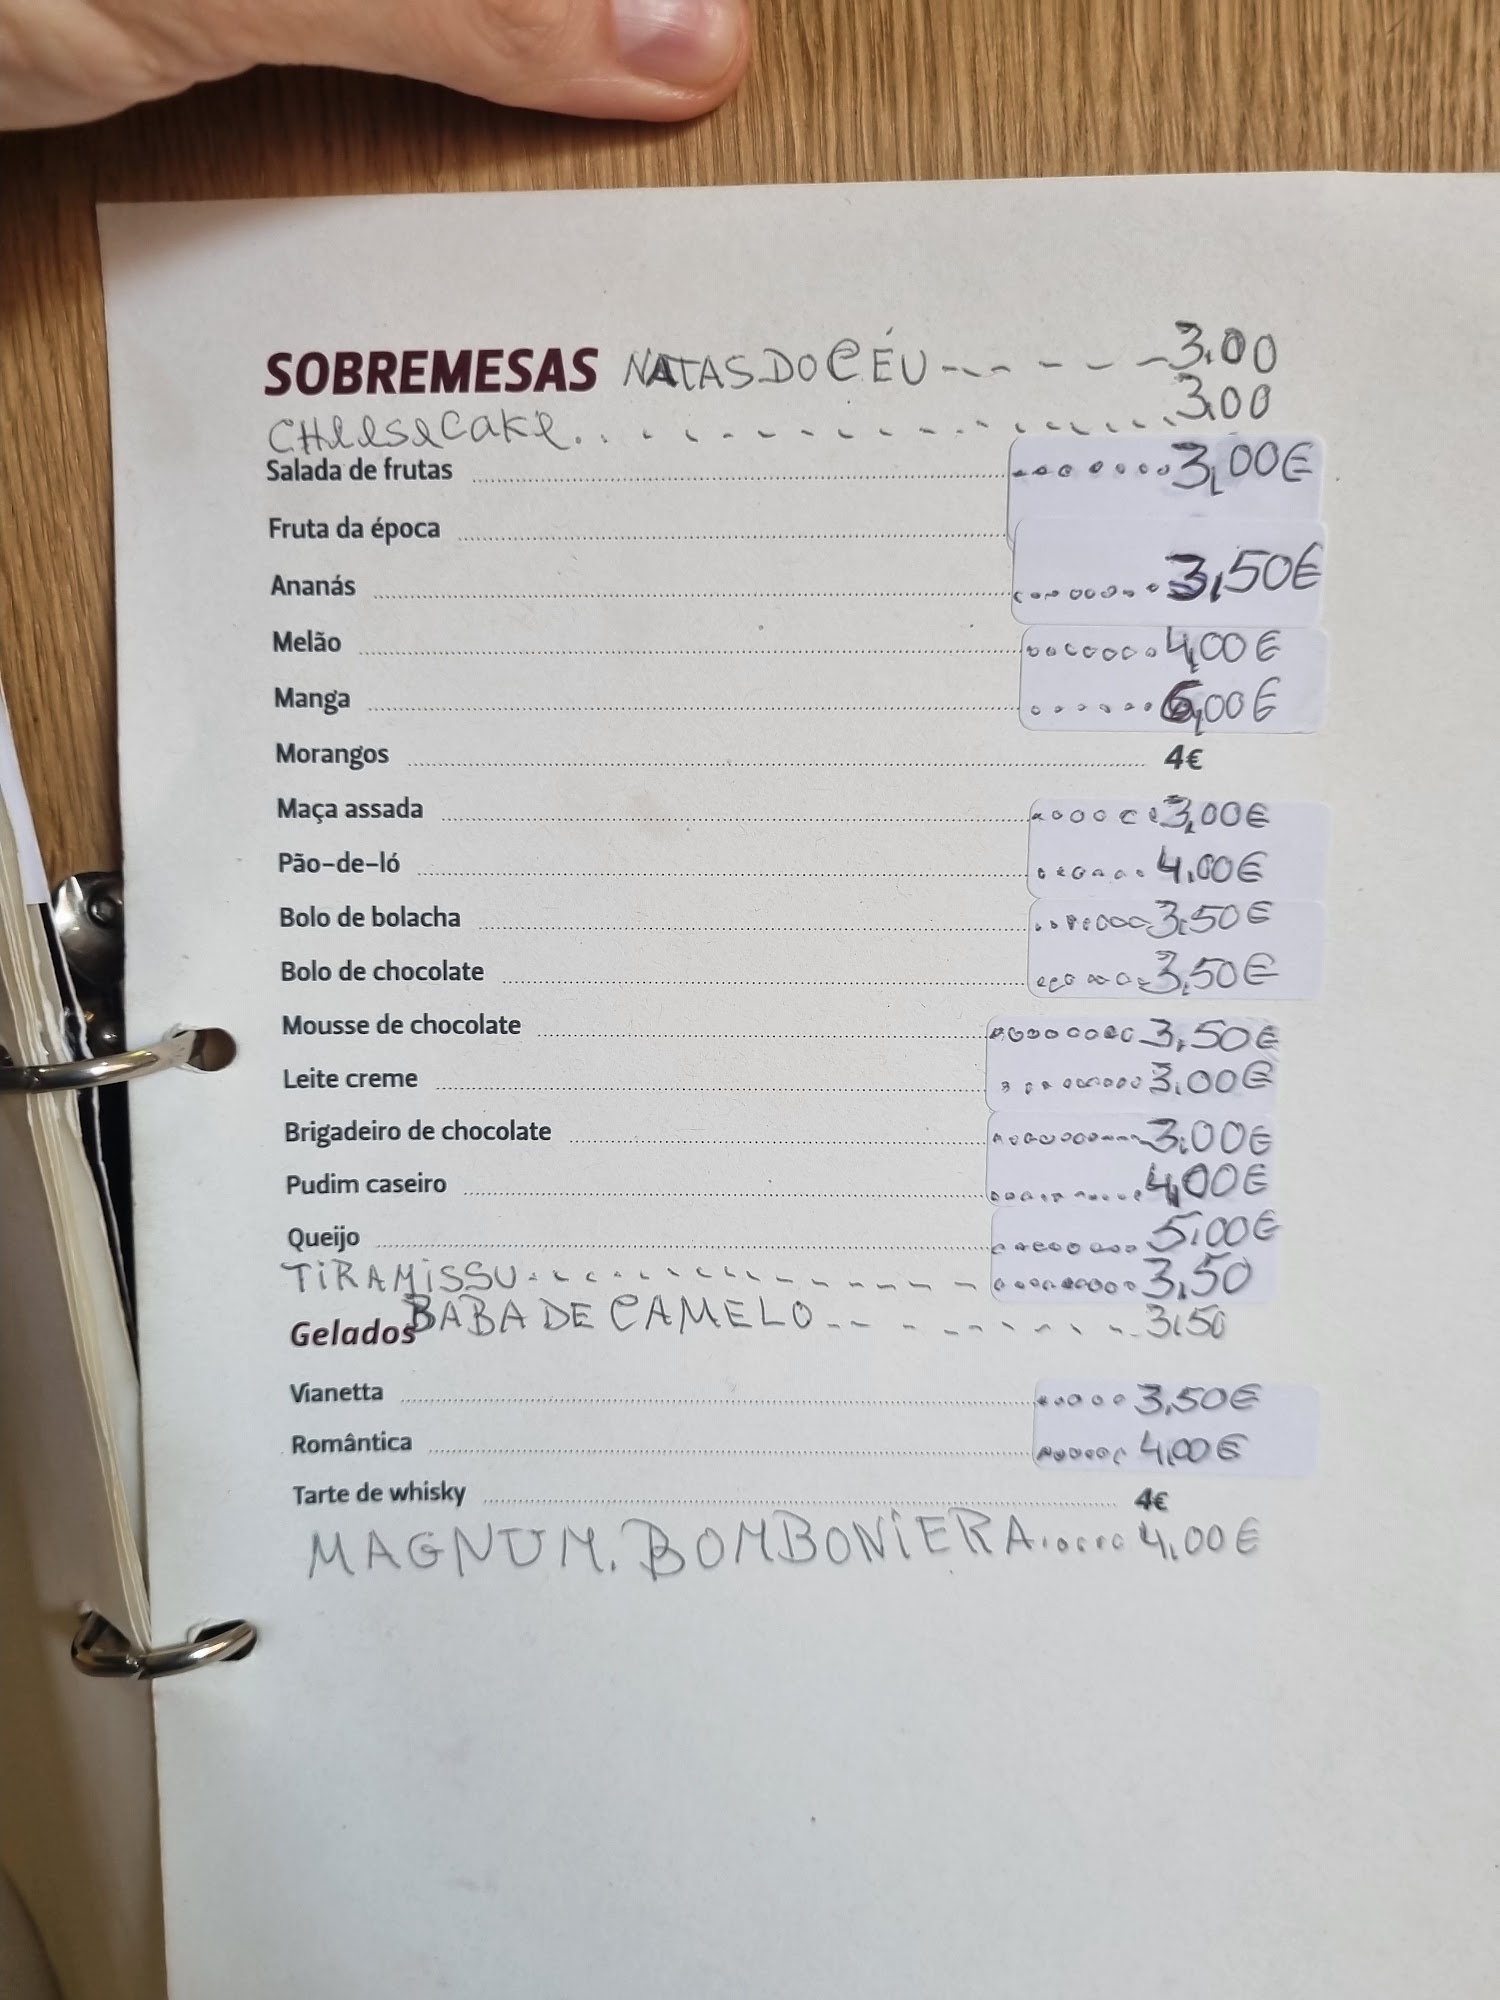 SOBREMESAS NATAS DO CÉU ------ 3.00
CHeeseCake. . . . . . . . . . . . . 3.00
Salada de frutas ........ 3,00€
Fruta da época ........
Ananás ........ 3,50€
Melão ........ 4,00€
Manga ........ 6,00€
Morangos ........ 4€
Maça assada ........ 3,00€
Pão-de-ló ........ 4,00€
Bolo de bolacha ........ 3,50€
Bolo de chocolate ........ 3,50€
Mousse de chocolate ........ 3,50€
Leite creme ........ 3.00€
Brigadeiro de chocolate ........ 3.00€
Pudim caseiro ........ 4,00€
Queijo ........ 5.00€
TIRAMISSU ........ 3,50
Gelados BABA DE CAMELO ........ 3,50
Vianetta ........ 3,50€
Romântica ........ 4,00€
Tarte de whisky ........ 4€
MAGNUM. BOMBONIERA ........ 4,00€